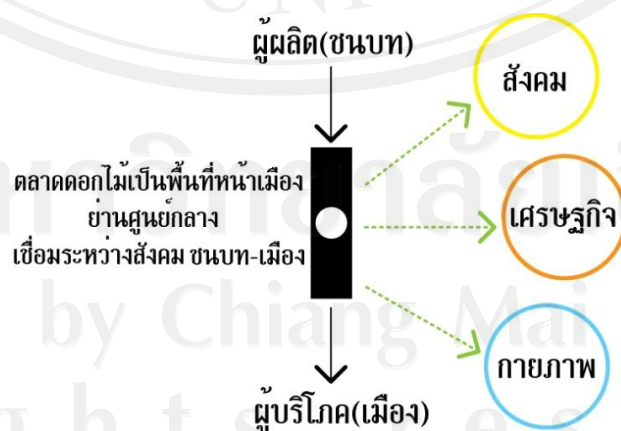 ผู้ผลิต(ชนบท)
สังคม
ตลาดดอกไม้เป็นพื้นที่หน้าเมือง
ย่านศูนย์กลาง
เชื่อมระหว่างสังคม ชนบท-เมือง
เศรษฐกิจ
กายภาพ
ผู้บริโภค(เมือง)
by Chiang Mai